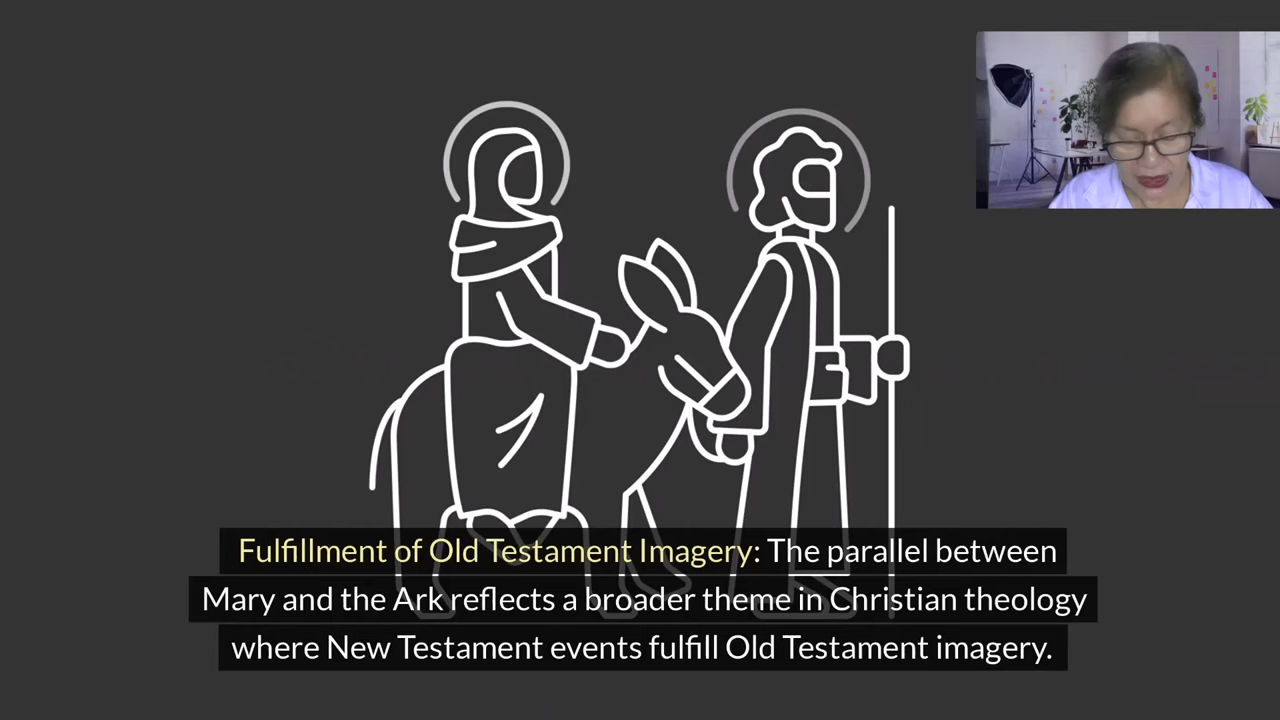 Fulfillment of Old Testament Imagery: The parallel between
Mary and the Ark reflects a broader theme in Christian theology
where New Testament events fulfill Old Testament imagery.